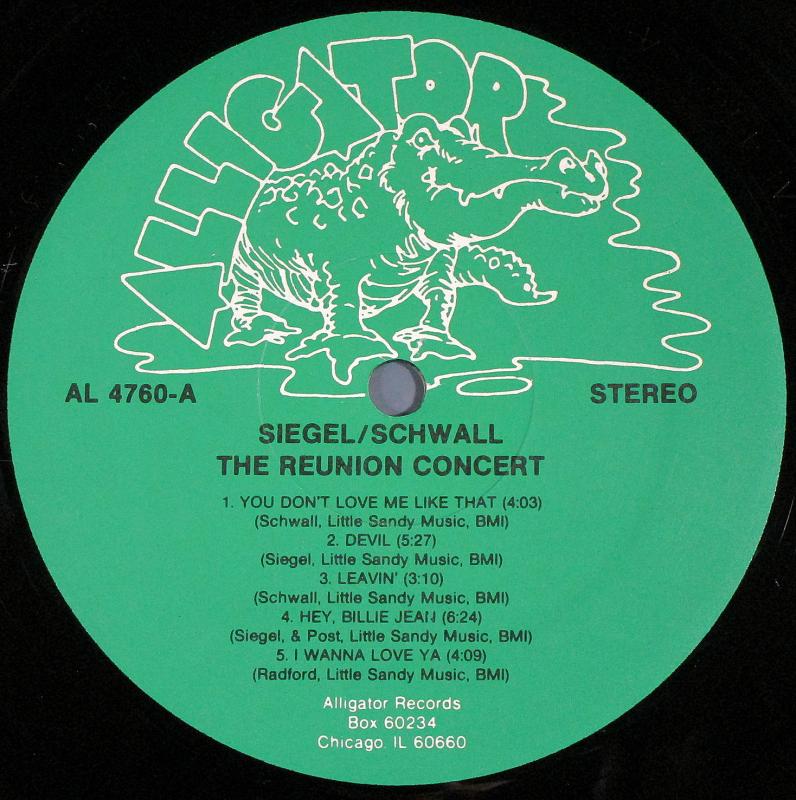 ALLIGATOR
AL 4760-A
STEREO
SIEGEL/SCHWALL
THE REUNION CONCERT
1. YOU DON'T LOVE ME LIKE THAT (4:03)
(Schwall, Little Sandy Music, BMI)
2. DEVIL (5:27)
(Siegel, Little Sandy Music, BMI)
3. LEAVIN' (3:10)
(Schwall, Little Sandy Music, BMI)
4. HEY, BILLIE JEAN (6:24)
(Siegel, & Post, Little Sandy Music, BMI)
5. I WANNA LOVE YA (4:09)
(Radford, Little Sandy Music, BMI)
Alligator Records
Box 60234
Chicago, IL 60660